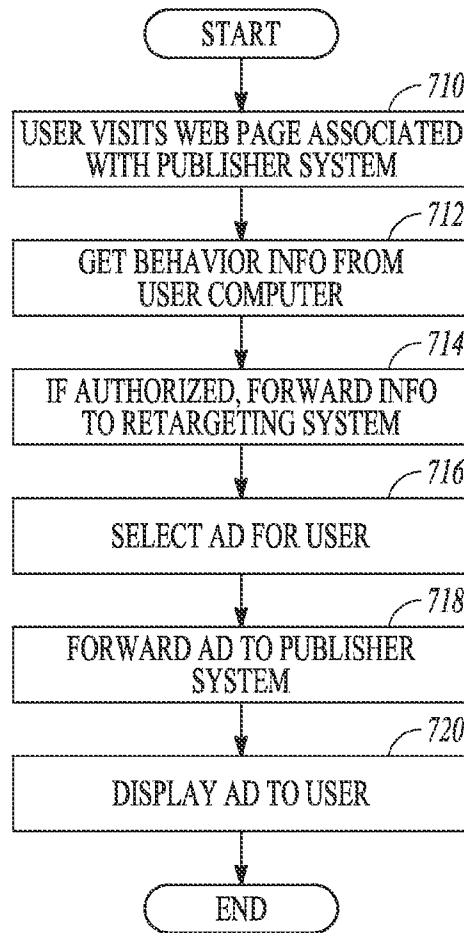 START
710
USER VISITS WEB PAGE ASSOCIATED
WITH PUBLISHER SYSTEM
712
GET BEHAVIOR INFO FROM
USER COMPUTER
714
IF AUTHORIZED, FORWARD INFO
TO RETARGETING SYSTEM
716
SELECT AD FOR USER
718
FORWARD AD TO PUBLISHER
SYSTEM
720
DISPLAY AD TO USER
END